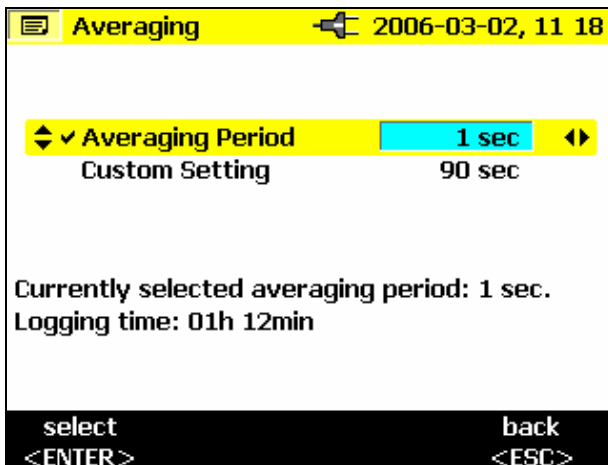 Averaging 2006-03-02, 11 18
Averaging Period 1 sec
Custom Setting 90 sec
Currently selected averaging period: 1 sec.
Logging time: 01h 12min
select back
<ENTER> <ESC>